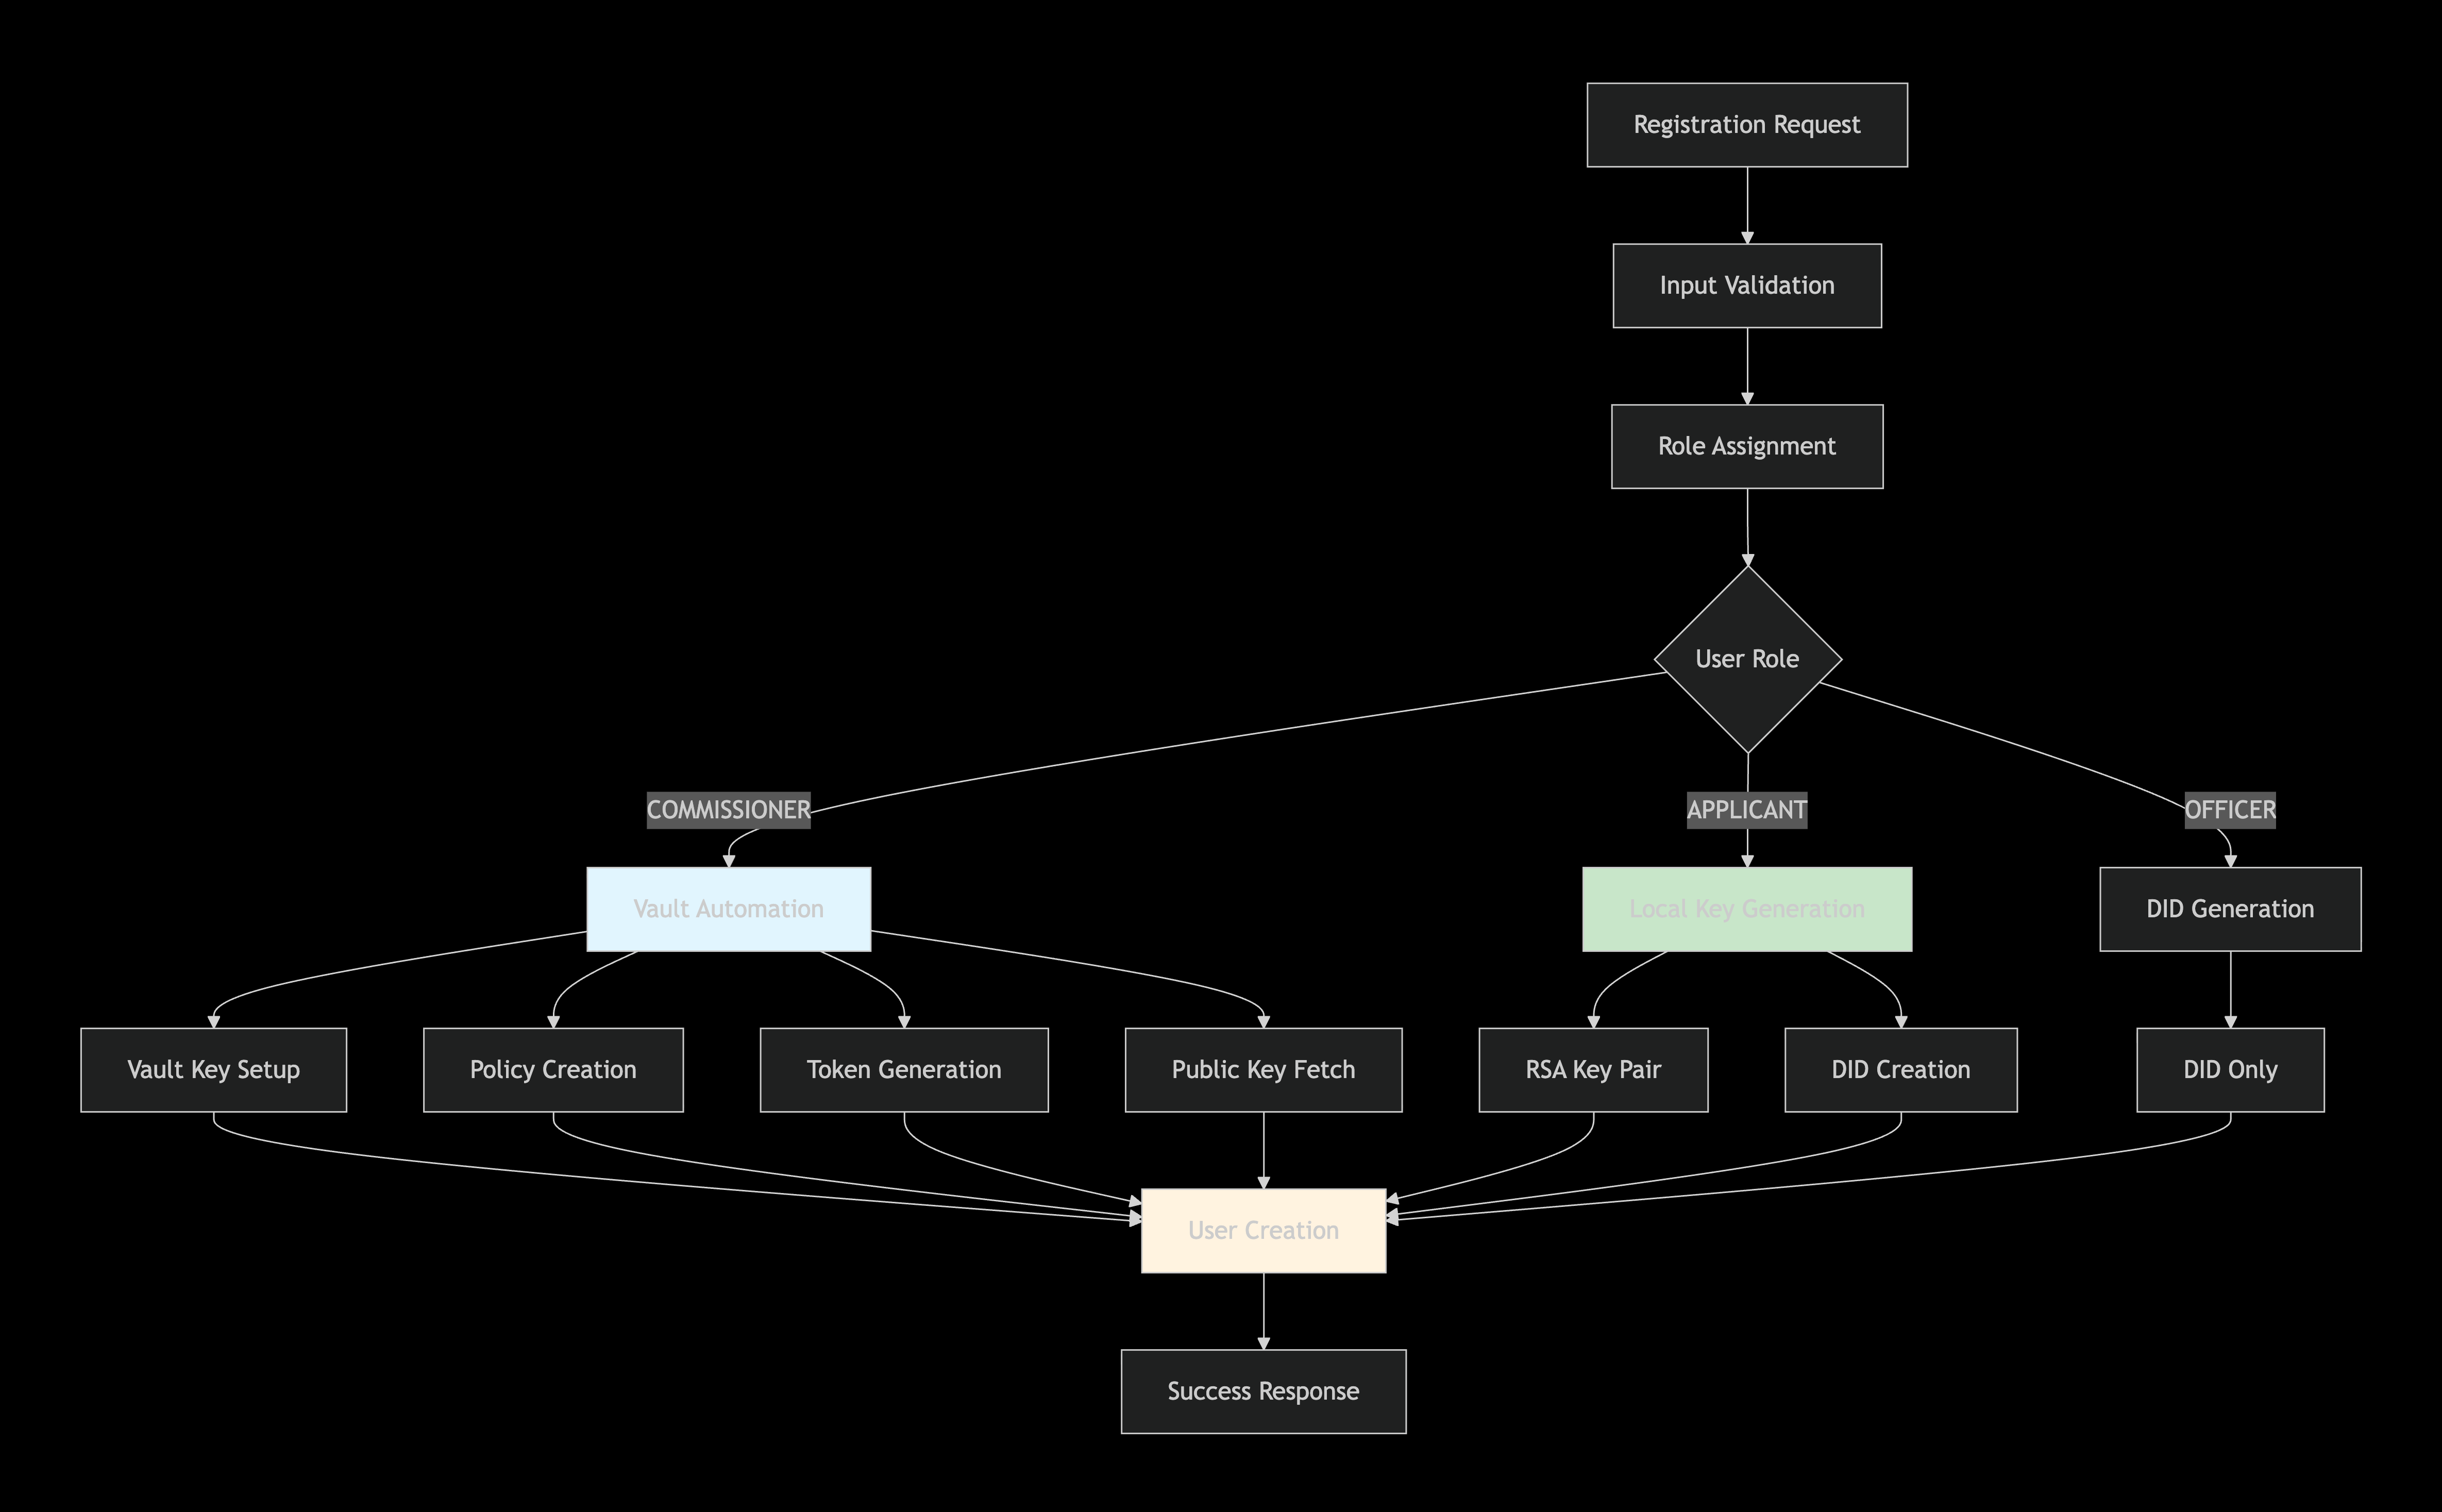 Registration Request
Input Validation
Role Assignment
User Role
COMMISSIONER
APPLICANT
OFFICER
Vault Automation
Local Key Generation
DID Generation
Vault Key Setup
Policy Creation
Token Generation
Public Key Fetch
RSA Key Pair
DID Creation
DID Only
User Creation
Success Response